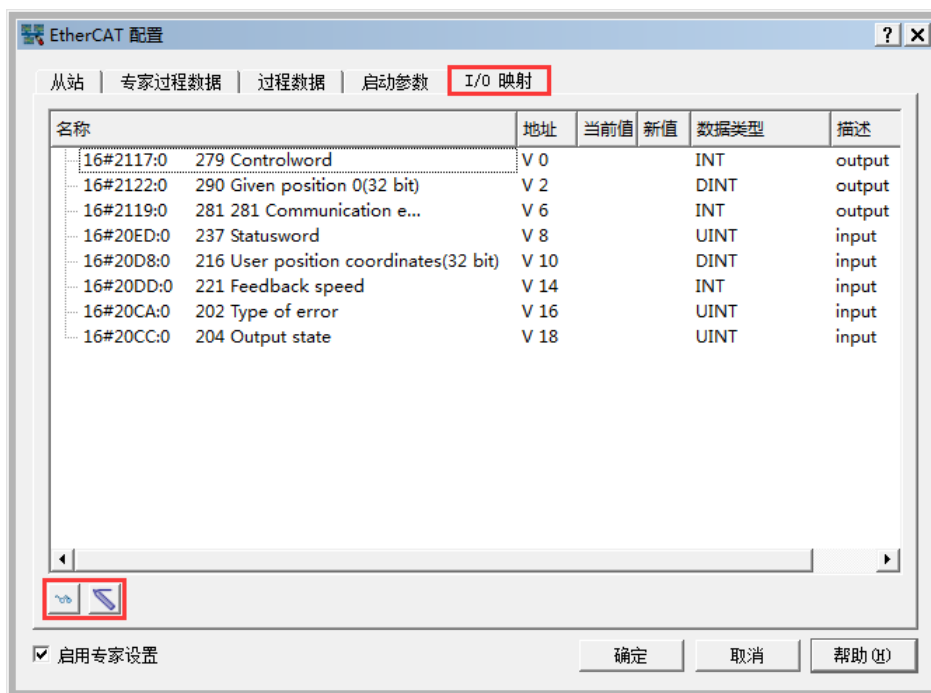 EtherCAT 配置
从站 专家过程数据 过程数据 启动参数 I/O 映射
名称 地址 当前值 新值 数据类型 描述
16#2117:0 279 Controlword V 0 INT output
16#2122:0 290 Given position 0(32 bit) V 2 DINT output
16#2119:0 281 281 Communication e... V 6 INT output
16#20ED:0 237 Statusword V 8 UINT input
16#20D8:0 216 User position coordinates(32 bit) V 10 DINT input
16#20DD:0 221 Feedback speed V 14 INT input
16#20CA:0 202 Type of error V 16 UINT input
16#20CC:0 204 Output state V 18 UINT input
启用专家设置 确定 取消 帮助(H)